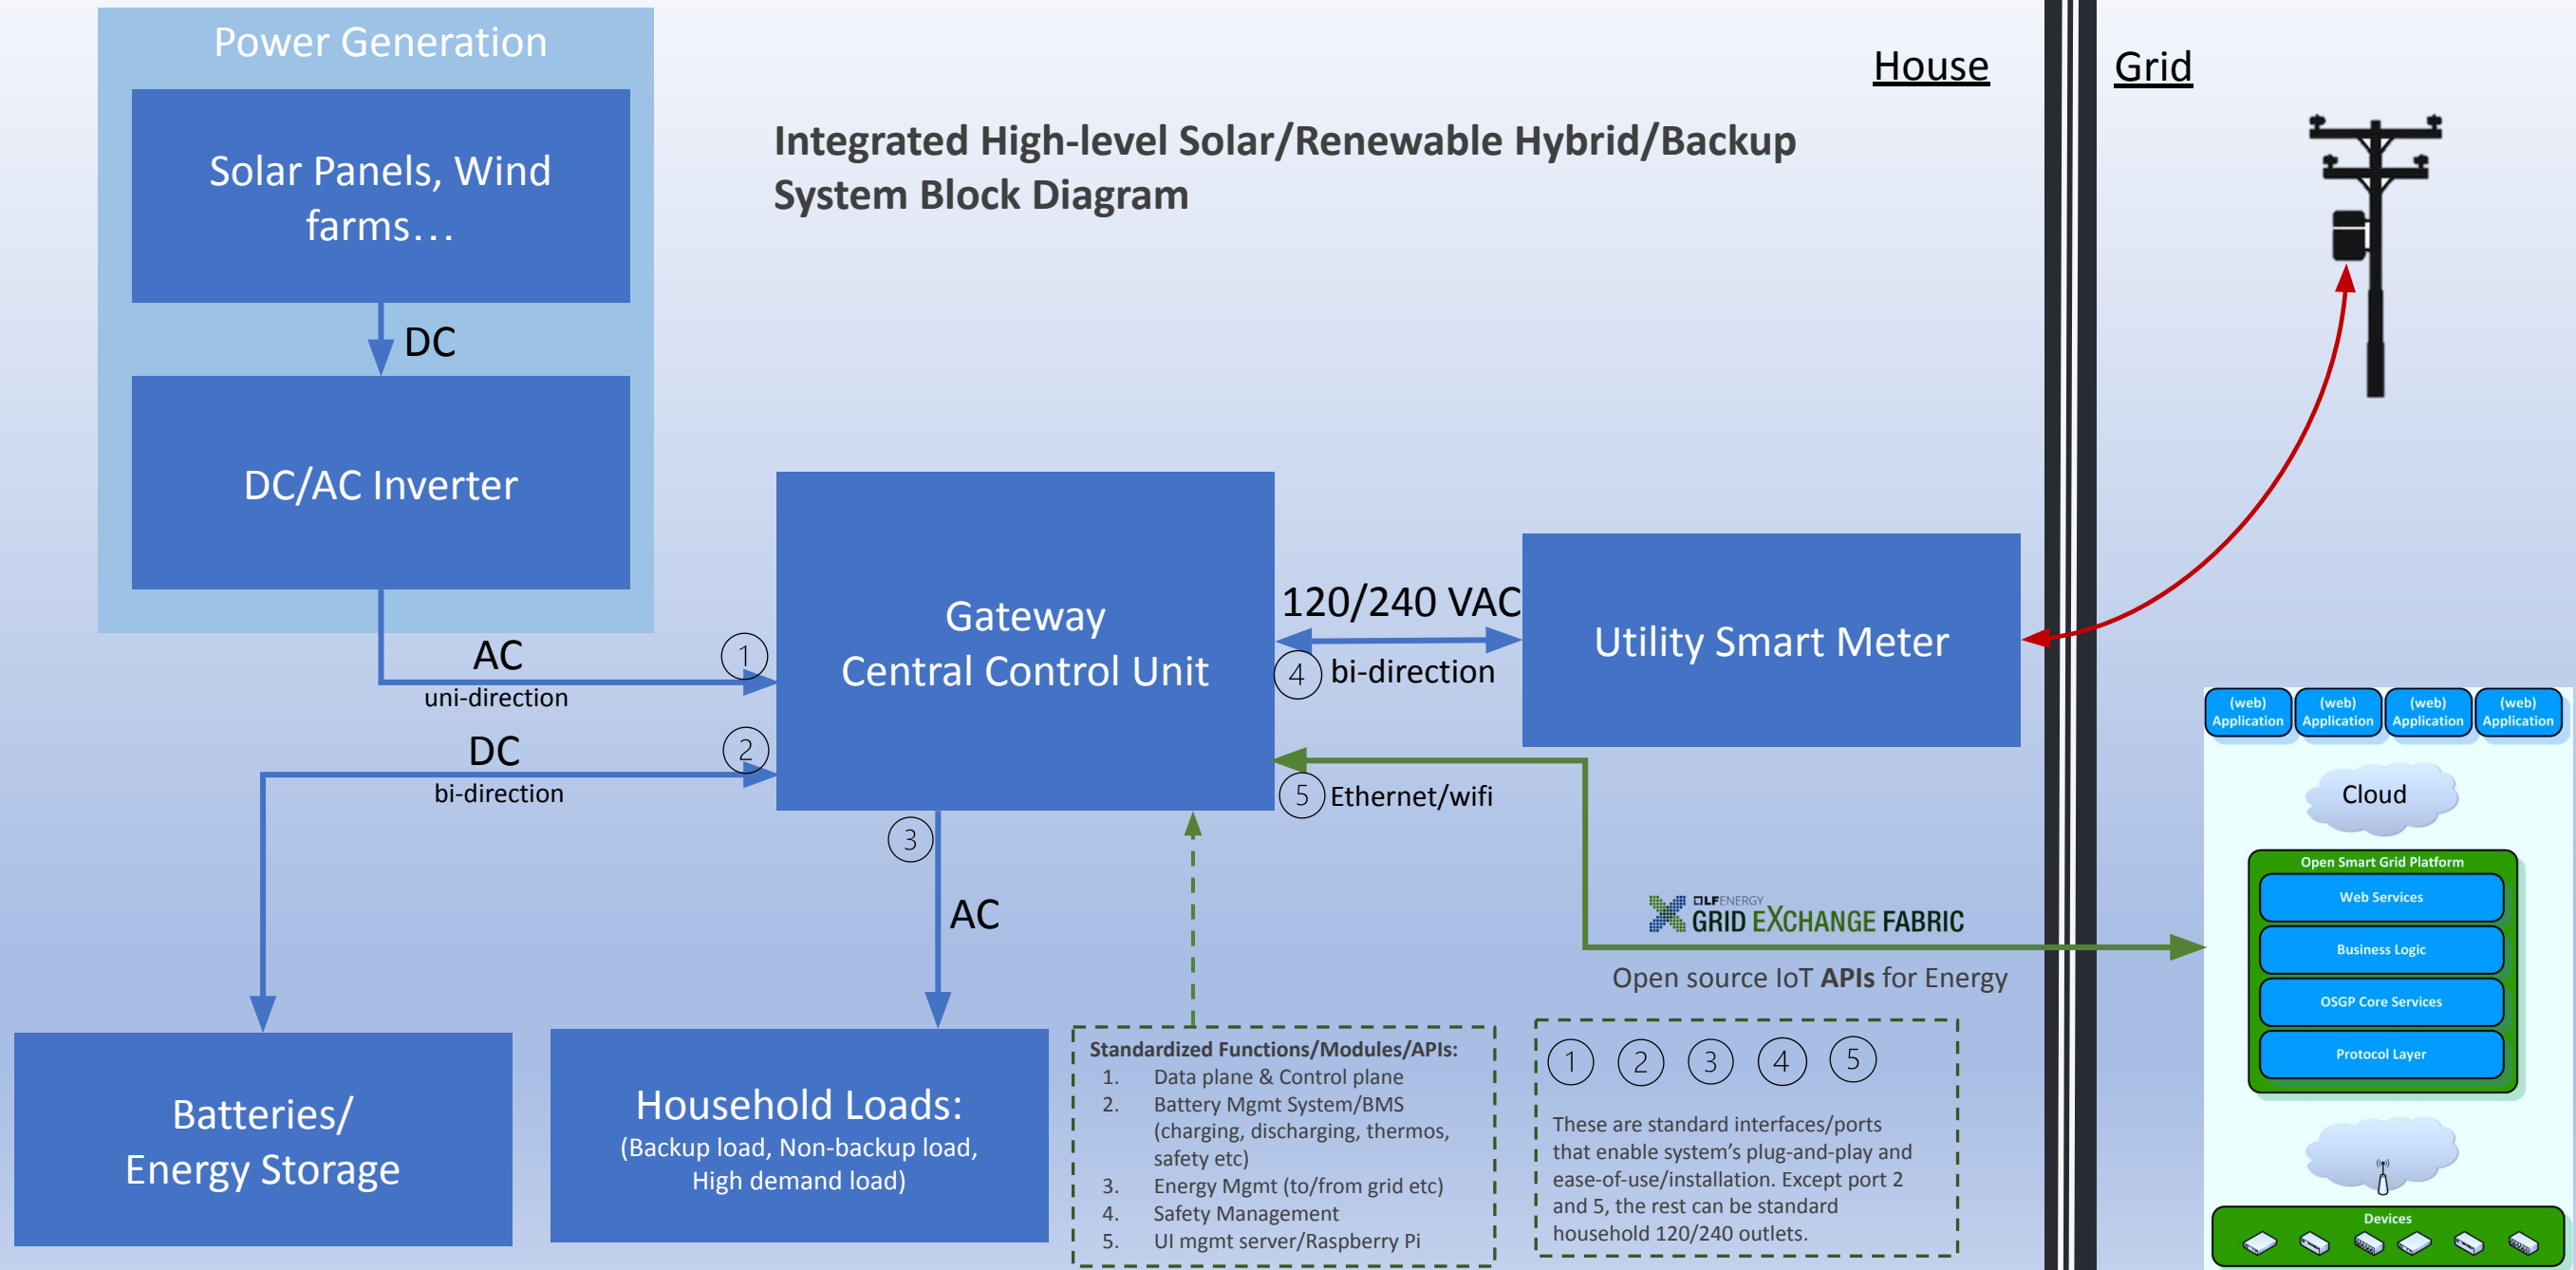 Power Generation
Solar Panels, Wind
farms...
DC
DC/AC Inverter
AC
uni-direction
1
DC
bi-direction
2
Integrated High-level Solar/Renewable Hybrid/Backup
System Block Diagram
House
Grid
Gateway
Central Control Unit
120/240 VAC
4
bi-direction
Utility Smart Meter
5
Ethernet/wifi
3
AC
Batteries/
Energy Storage
Household Loads:
(Backup load, Non-backup load,
High demand load)
Standardized Functions/Modules/APIs:
1. Data plane & Control plane
2. Battery Mgmt System/BMS
(charging, discharging, thermos,
safety etc)
3. Energy Mgmt (to/from grid etc)
4. Safety Management
5. UI mgmt server/Raspberry Pi
LFENERGY
GRID EXCHANGE FABRIC
Open source IoT APIs for Energy
1 2 3 4 5
These are standard interfaces/ports
that enable system's plug-and-play and
ease-of-use/installation. Except port 2
and 5, the rest can be standard
household 120/240 outlets.
(web) (web) (web) (web)
Application Application Application Application
Cloud
Open Smart Grid Platform
Web Services
Business Logic
OSGP Core Services
Protocol Layer
Devices